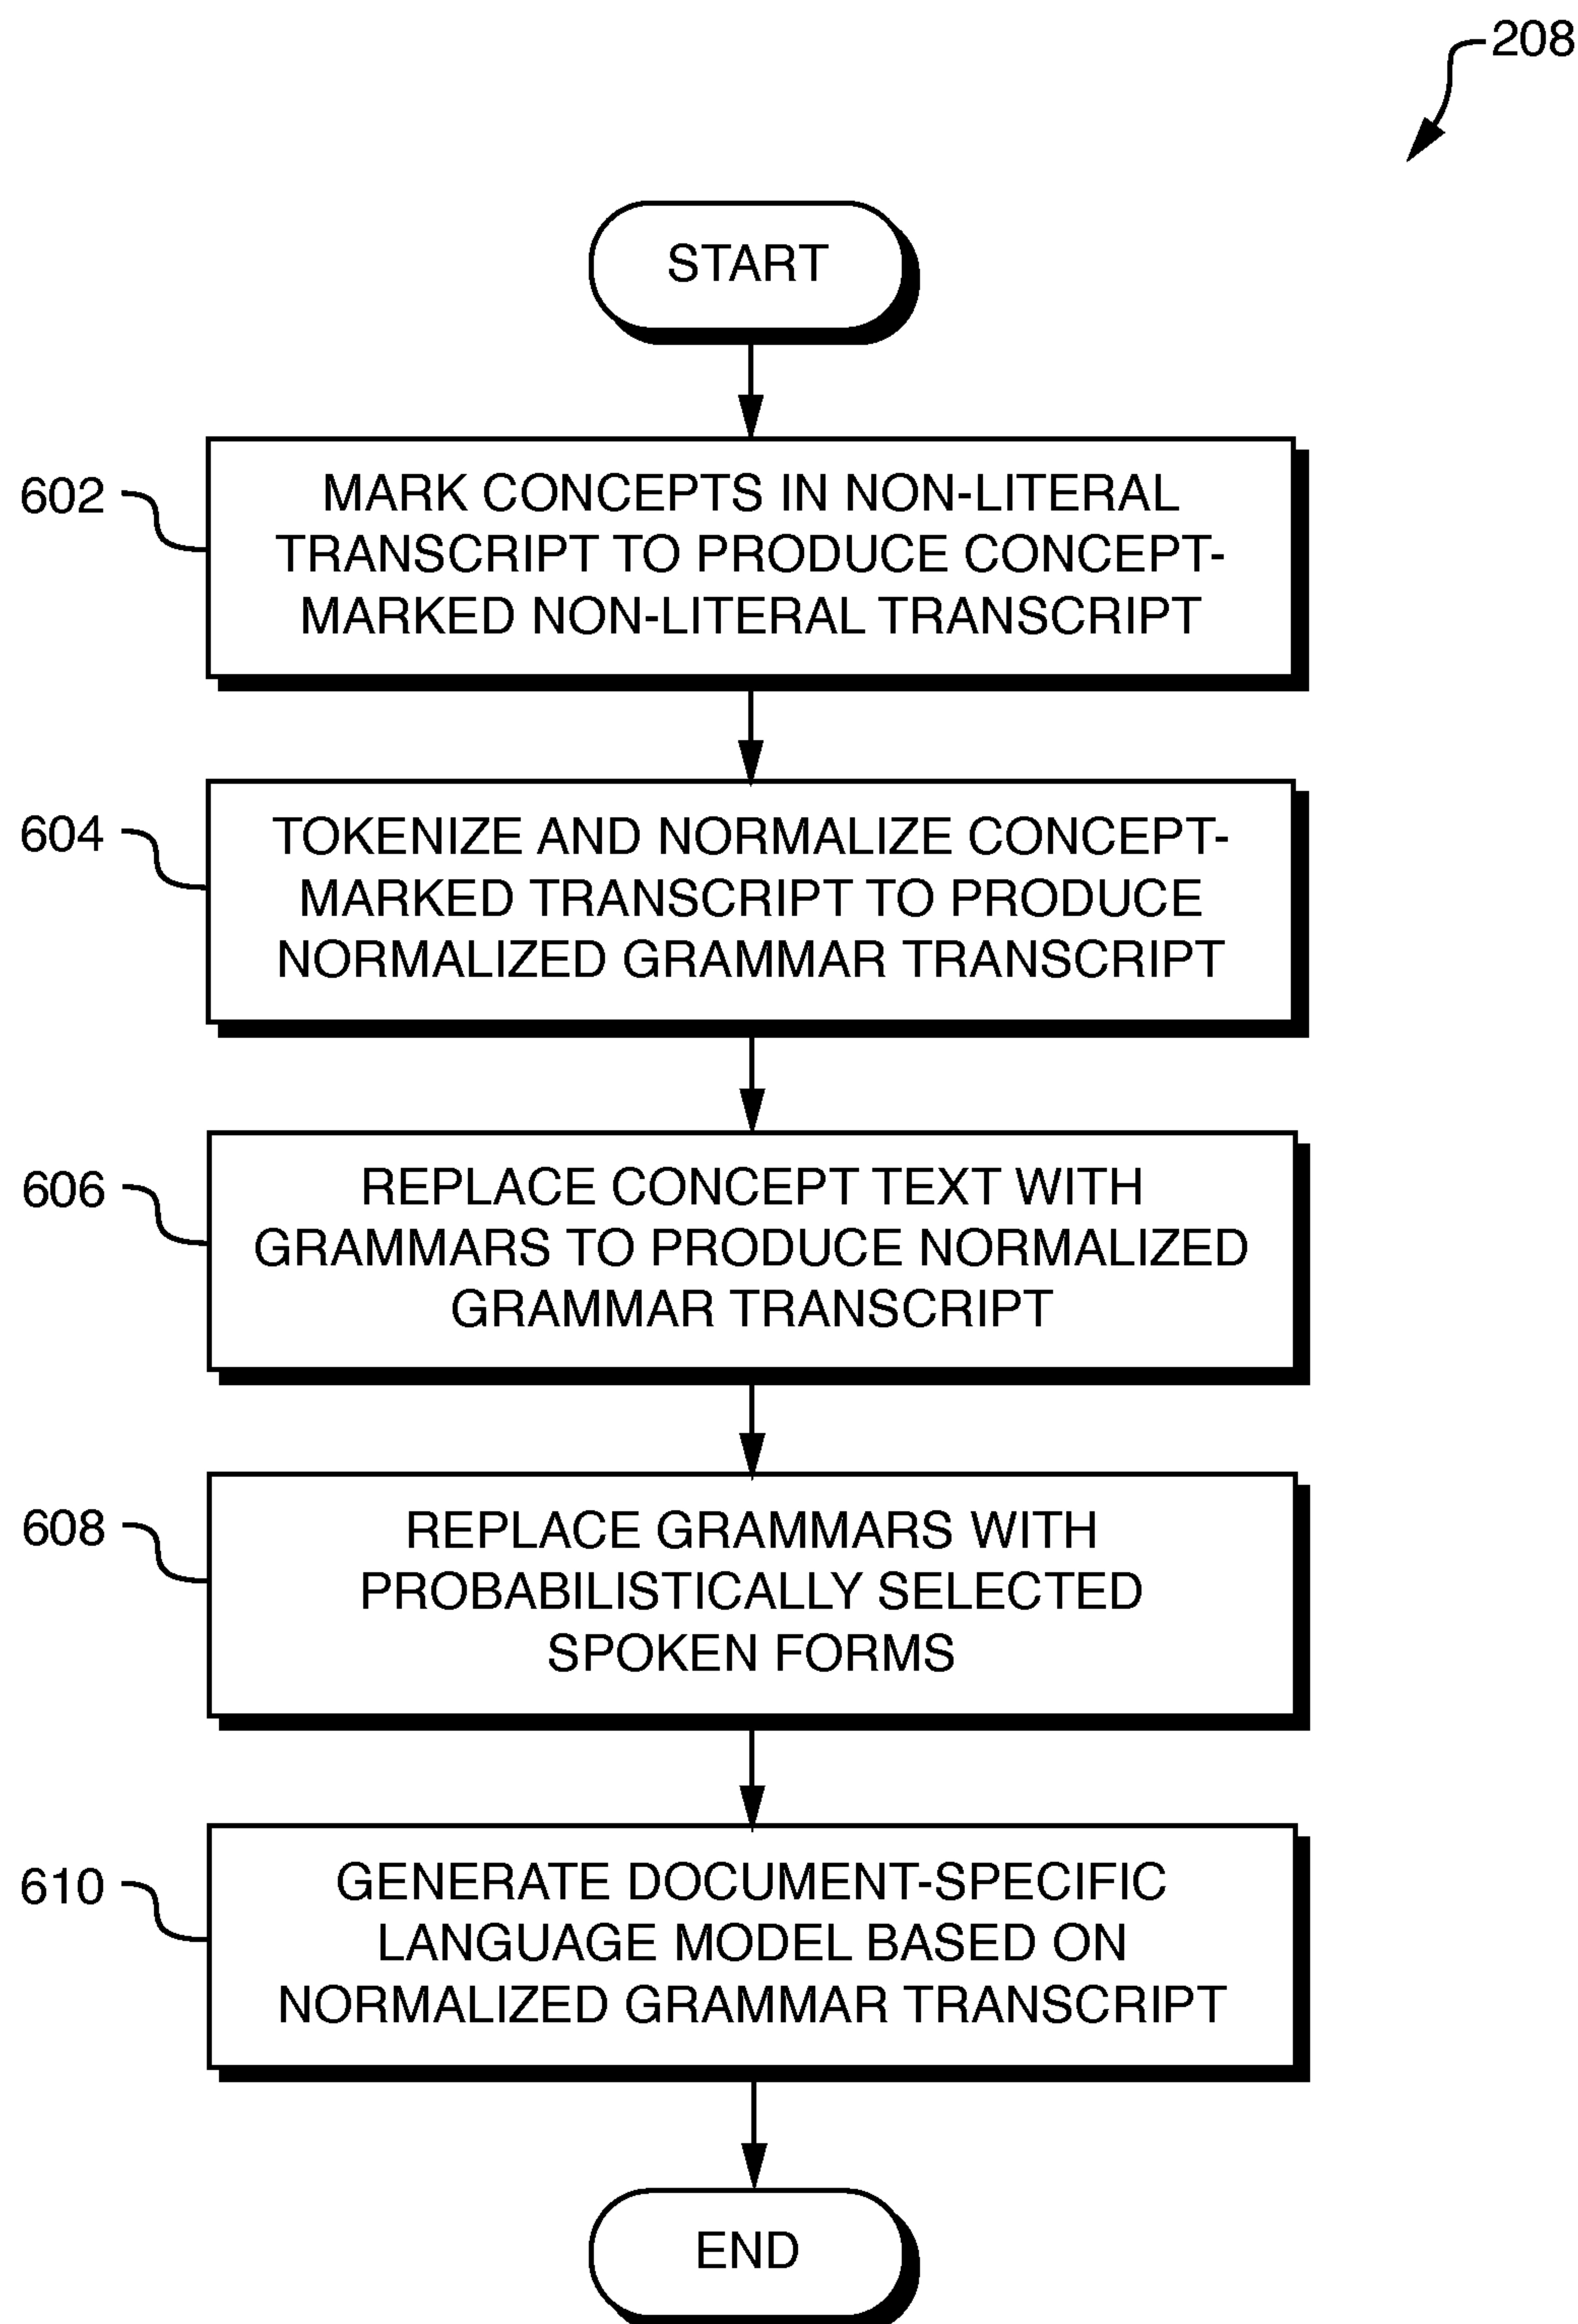 208
START
602
MARK CONCEPTS IN NON-LITERAL
TRANSCRIPT TO PRODUCE CONCEPT-
MARKED NON-LITERAL TRANSCRIPT
604
TOKENIZE AND NORMALIZE CONCEPT-
MARKED TRANSCRIPT TO PRODUCE
NORMALIZED GRAMMAR TRANSCRIPT
606
REPLACE CONCEPT TEXT WITH
GRAMMARS TO PRODUCE NORMALIZED
GRAMMAR TRANSCRIPT
608
REPLACE GRAMMARS WITH
PROBABILISTICALLY SELECTED
SPOKEN FORMS
610
GENERATE DOCUMENT-SPECIFIC
LANGUAGE MODEL BASED ON
NORMALIZED GRAMMAR TRANSCRIPT
END